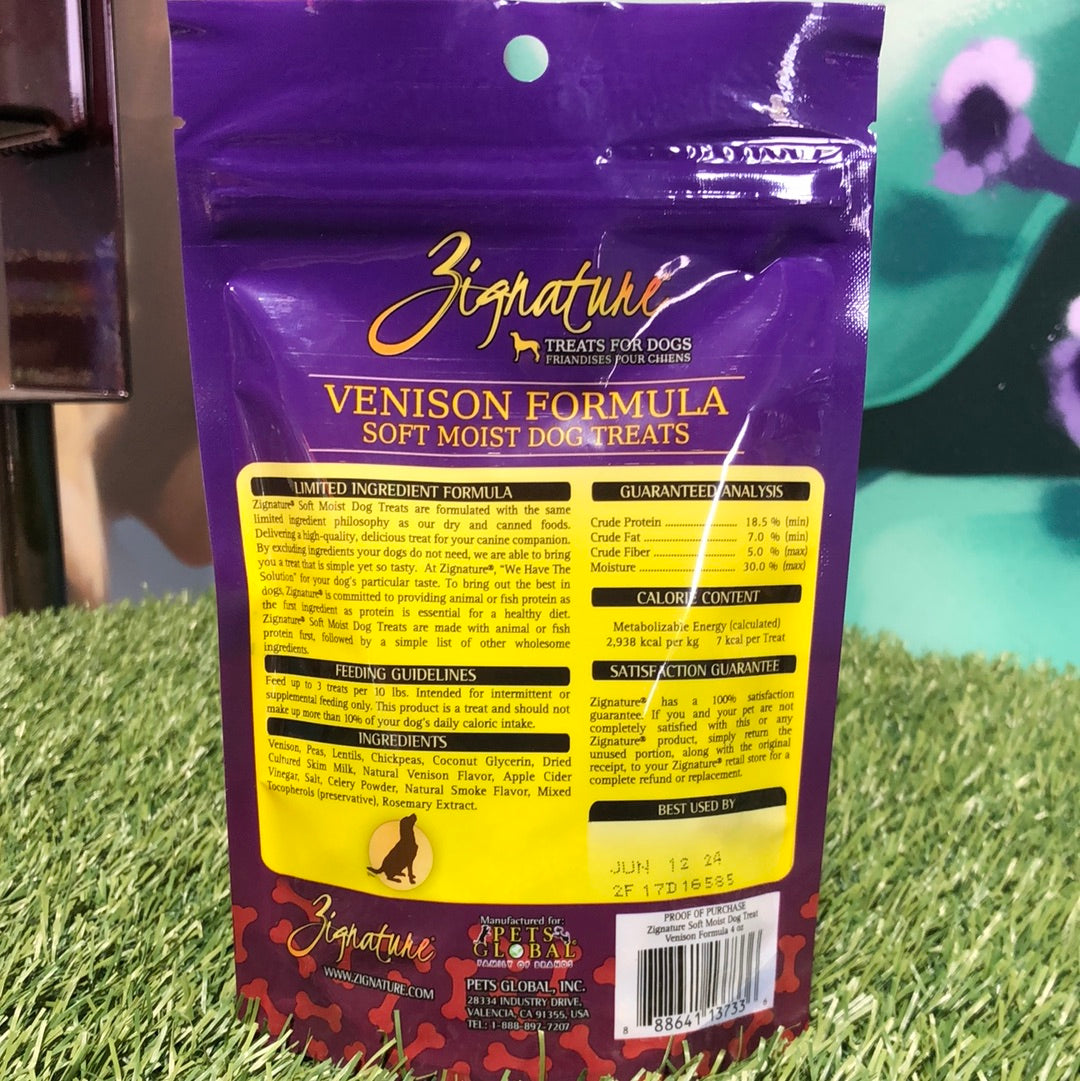 Zignature
TREATS FOR DOGS
FRIANDISES POUR CHIENS
VENISON FORMULA
SOFT MOIST DOG TREATS
LIMITED INGREDIENT FORMULA
Zignature® Soft Moist Dog Treats are formulated with the same
limited ingredient philosophy as our dry and canned foods.
Delivering a high-quality, delicious treat for your canine companion.
By excluding ingredients your dogs do not need, we are able to bring
you a treat that is simple yet so tasty. At Zignature®, "We Have The
Solution" for your dog's particular taste. To bring out the best in
dogs, Zignature® is committed to providing animal or fish protein as
the first ingredient as protein is essential for a healthy diet.
Zignature® Soft Moist Dog Treats are made with animal or fish
protein first, followed by a simple list of other wholesome
ingredients.
FEEDING GUIDELINES
Feed up to 3 treats per 10 lbs. Intended for intermittent or
supplemental feeding only. This product is a treat and should not
make up more than 10% of your dog's daily caloric intake.
INGREDIENTS
Venison, Peas, Lentils, Chickpeas, Coconut Glycerin, Dried
Cultured Skim Milk, Natural Venison Flavor, Apple Cider
Vinegar, Salt, Celery Powder, Natural Smoke Flavor, Mixed
Tocopherols (preservative), Rosemary Extract.
GUARANTEED ANALYSIS
Crude Protein ........................ 18.5 % (min)
Crude Fat .............................. 7.0 % (min)
Crude Fiber ........................... 5.0 % (max)
Moisture ............................... 30.0 % (max)
CALORIE CONTENT
Metabolizable Energy (calculated)
2,938 kcal per kg 7 kcal per Treat
SATISFACTION GUARANTEE
Zignature® has a 100% satisfaction
guarantee. If you and your pet are not
completely satisfied with this or any
Zignature® product, simply return the
unused portion, along with the original
receipt, to your Zignature® retail store for a
complete refund or replacement.
BEST USED BY
JUN 12 24
2F 17D16585
Zignature®
WWW.ZIGNATURE.COM
Manufactured for:
PETS
GLOBAL
FAMILY OF BRANDS
PETS GLOBAL, INC.
28334 INDUSTRY DRIVE,
VALENCIA, CA 91355, USA
TEL: 1-888-897-7207
PROOF OF PURCHASE
Zignature Soft Moist Dog Treat
Venison Formula 4 oz
8 88641 13733 6